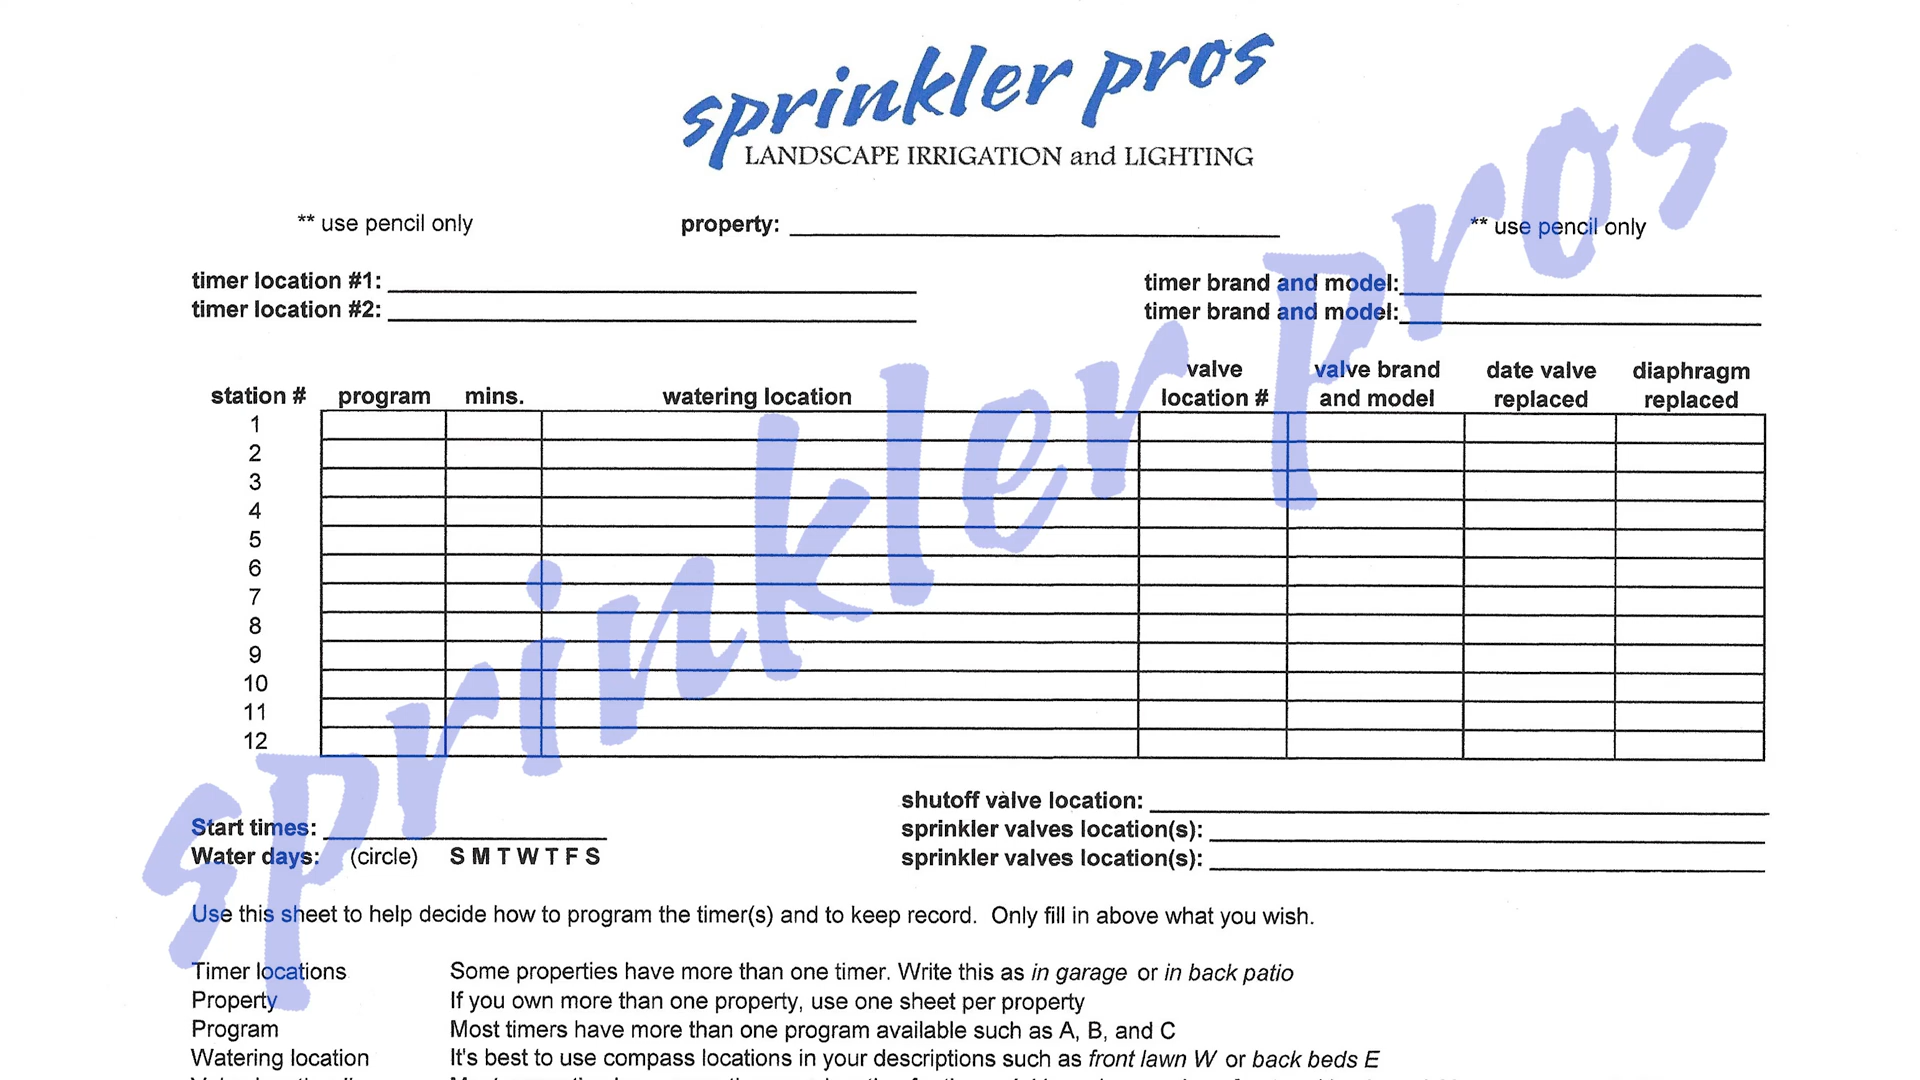 sprinkler pros
LANDSCAPE IRRIGATION and LIGHTING
** use pencil only property: ** use pencil only
timer location #1: timer brand and model:
timer location #2: timer brand and model:
station # program mins. watering location valve location # valve brand and model date valve replaced diaphragm replaced
1
2
3
4
5
6
7
8
9
10
11
12
shutoff valve location:
Start times: sprinkler valves location(s):
Water days: (circle) S M T W T F S sprinkler valves location(s):
Use this sheet to help decide how to program the timer(s) and to keep record. Only fill in above what you wish.
Timer locations Some properties have more than one timer. Write this as in garage or in back patio
Property If you own more than one property, use one sheet per property
Program Most timers have more than one program available such as A, B, and C
Watering location It's best to use compass locations in your descriptions such as front lawn W or back beds E
sprinkler pros